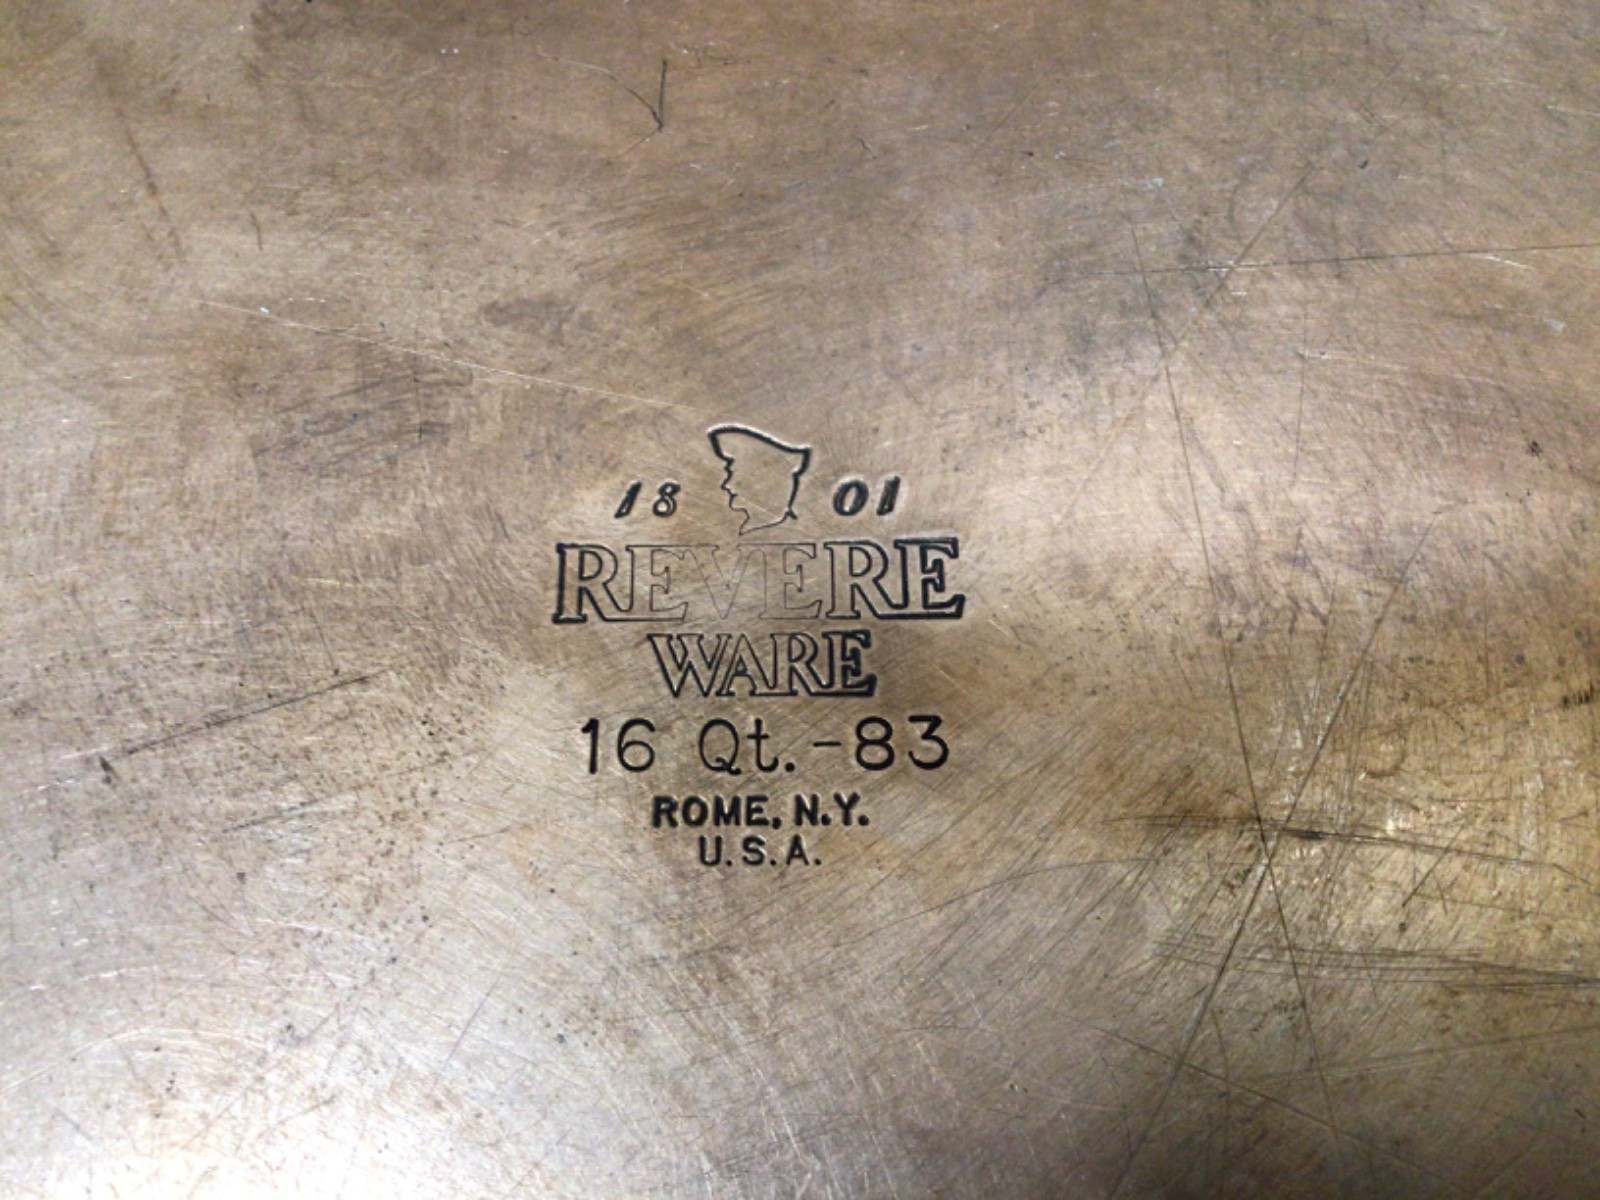 18 01
REVERE
WARE
16 Qt.-83
ROME, N.Y.
U.S.A.